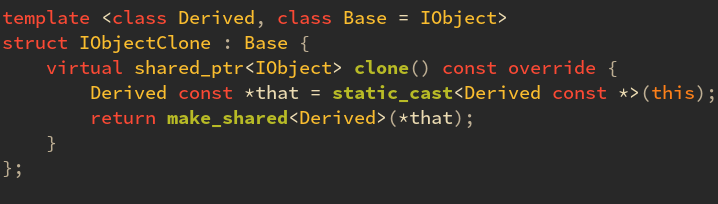 template <class Derived, class Base = IObject>
struct IObjectClone : Base {
    virtual shared_ptr<IObject> clone() const override {
        Derived const *that = static_cast<Derived const *>(this);
        return make_shared<Derived>(*that);
    }
};